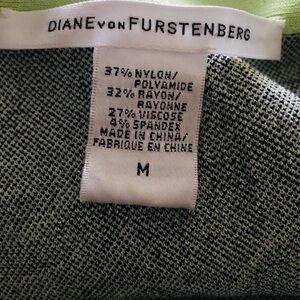 DIANE VON FURSTENBERG
37% NYLON/
POLYAMIDE
32% RAYON/
RAYONNE
27% VISCOSE
4% SPANDEX
MADE IN CHINA/
FABRIQUE EN CHINE
M